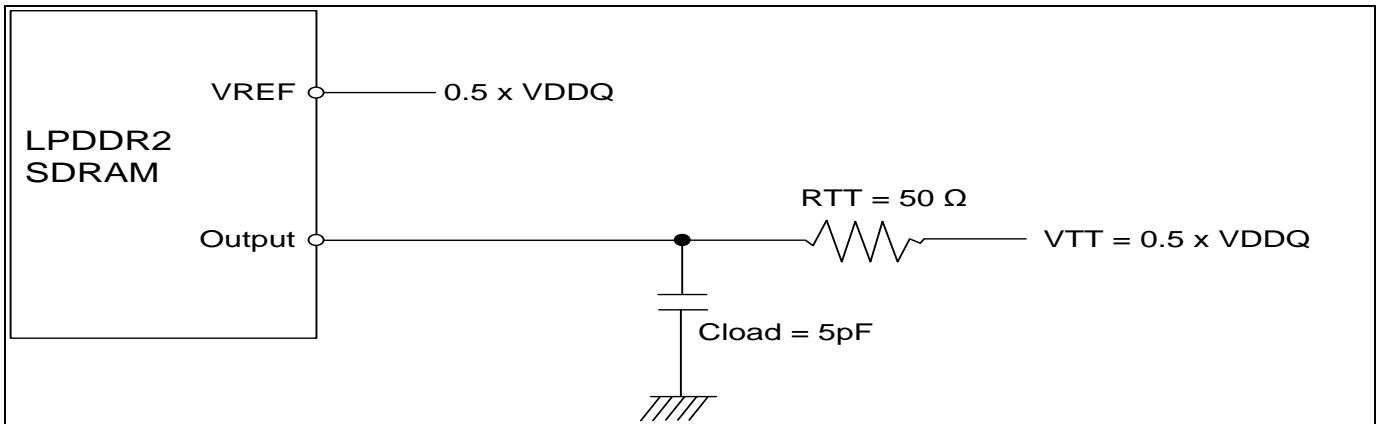 VREF
0.5 x VDDQ
LPDDR2
SDRAM
RTT = 50 Ω
Output
VTT = 0.5 x VDDQ
Cload = 5pF